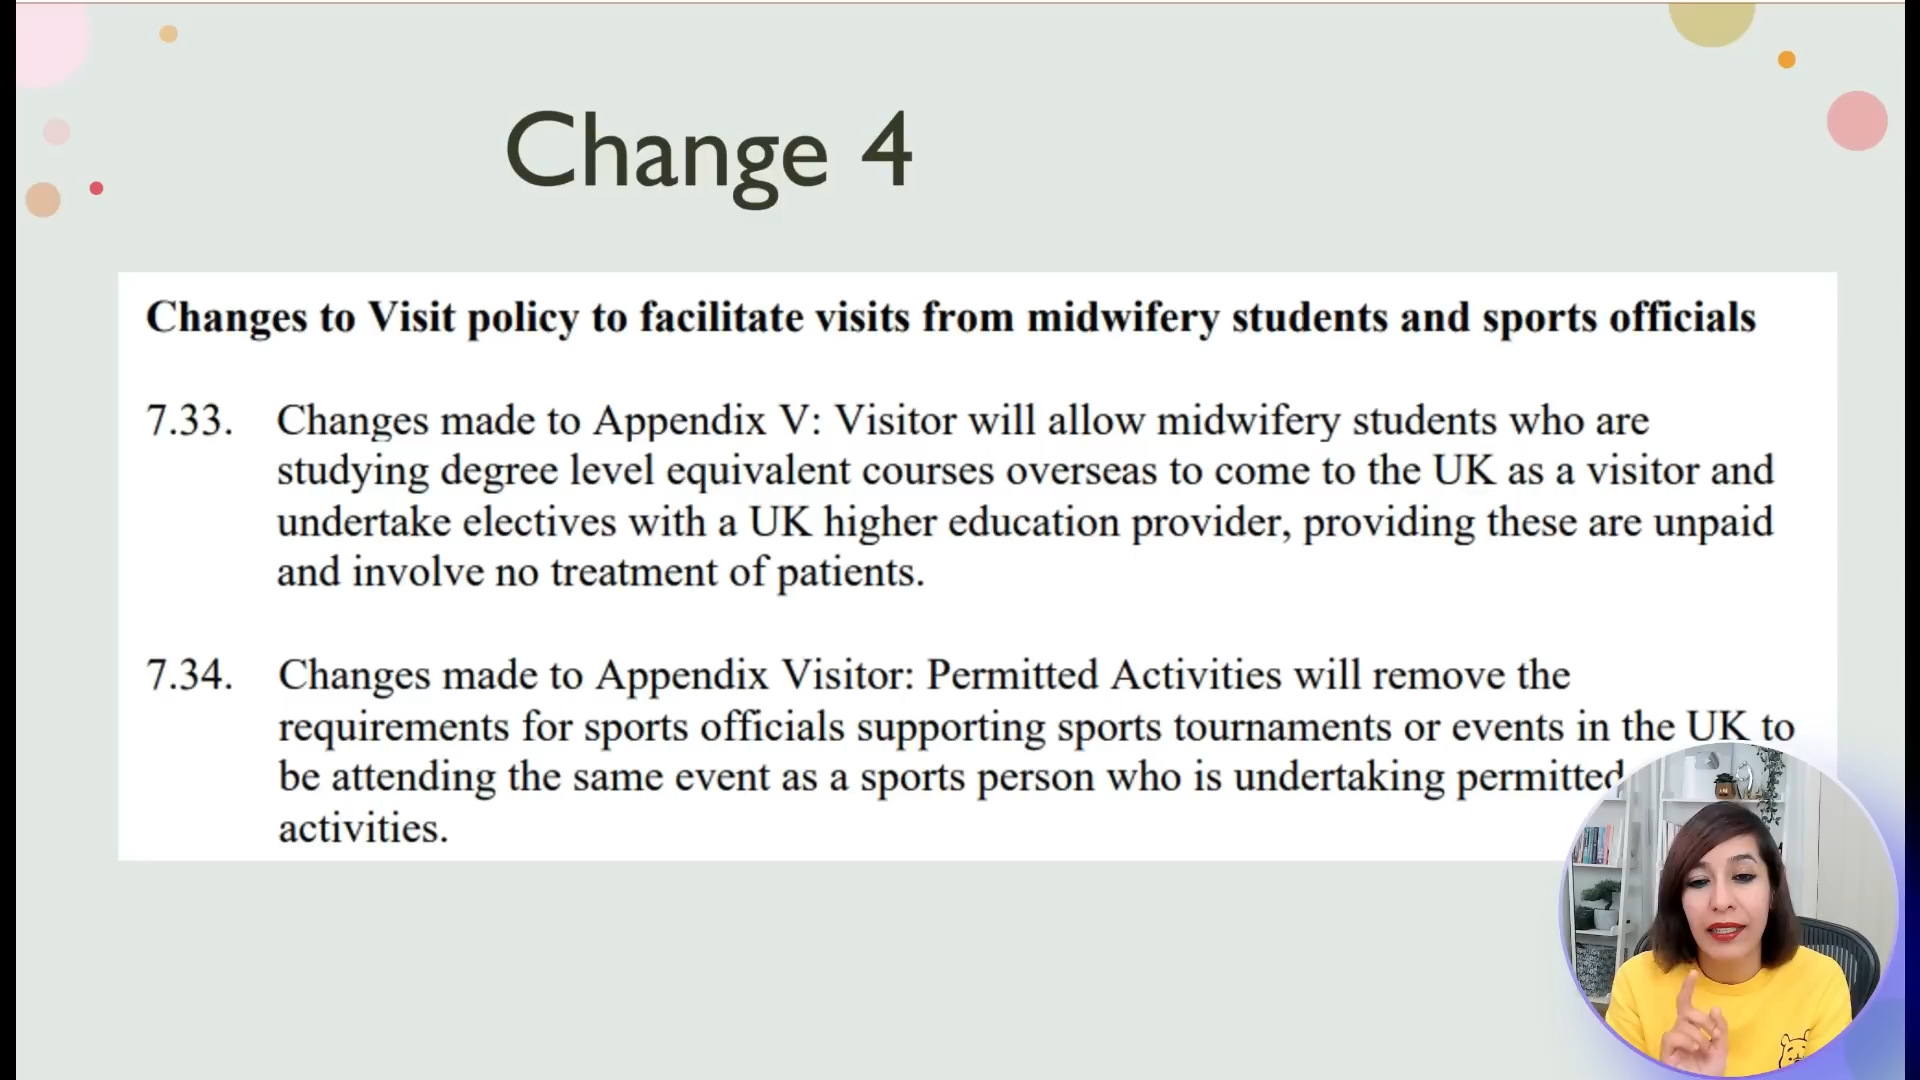 Change 4
Changes to Visit policy to facilitate visits from midwifery students and sports officials
7.33. Changes made to Appendix V: Visitor will allow midwifery students who are
studying degree level equivalent courses overseas to come to the UK as a visitor and
undertake electives with a UK higher education provider, providing these are unpaid
and involve no treatment of patients.
7.34. Changes made to Appendix Visitor: Permitted Activities will remove the
requirements for sports officials supporting sports tournaments or events in the UK to
be attending the same event as a sports person who is undertaking permitted
activities.